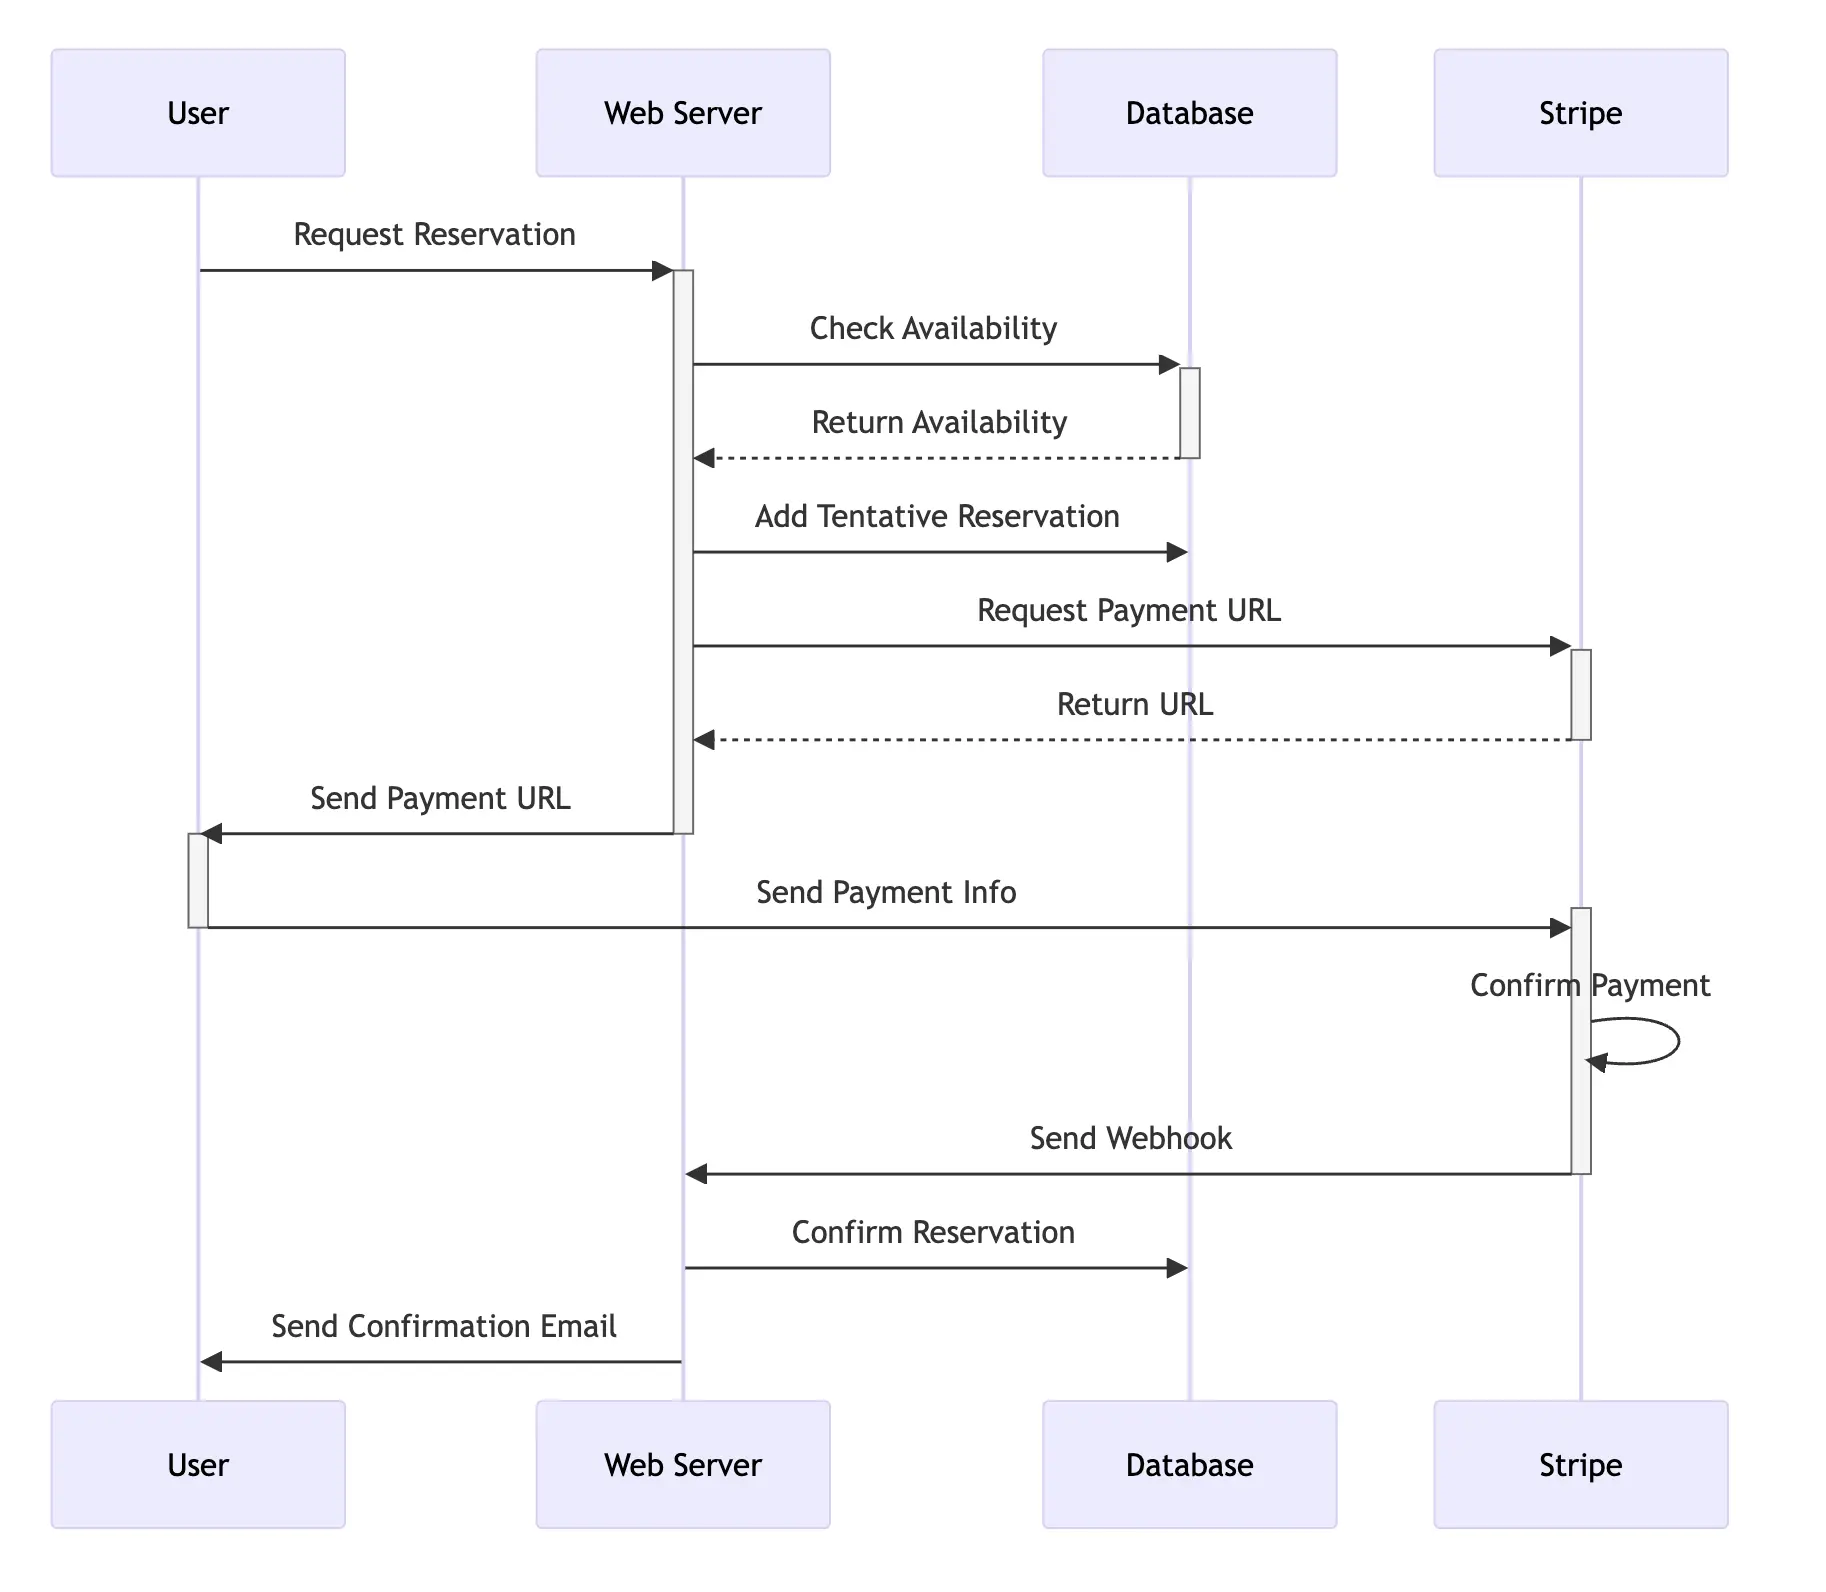 User
Web Server
Database
Stripe
Request Reservation
Check Availability
Return Availability
Add Tentative Reservation
Request Payment URL
Return URL
Send Payment URL
Send Payment Info
Confirm Payment
Send Webhook
Confirm Reservation
Send Confirmation Email
User
Web Server
Database
Stripe